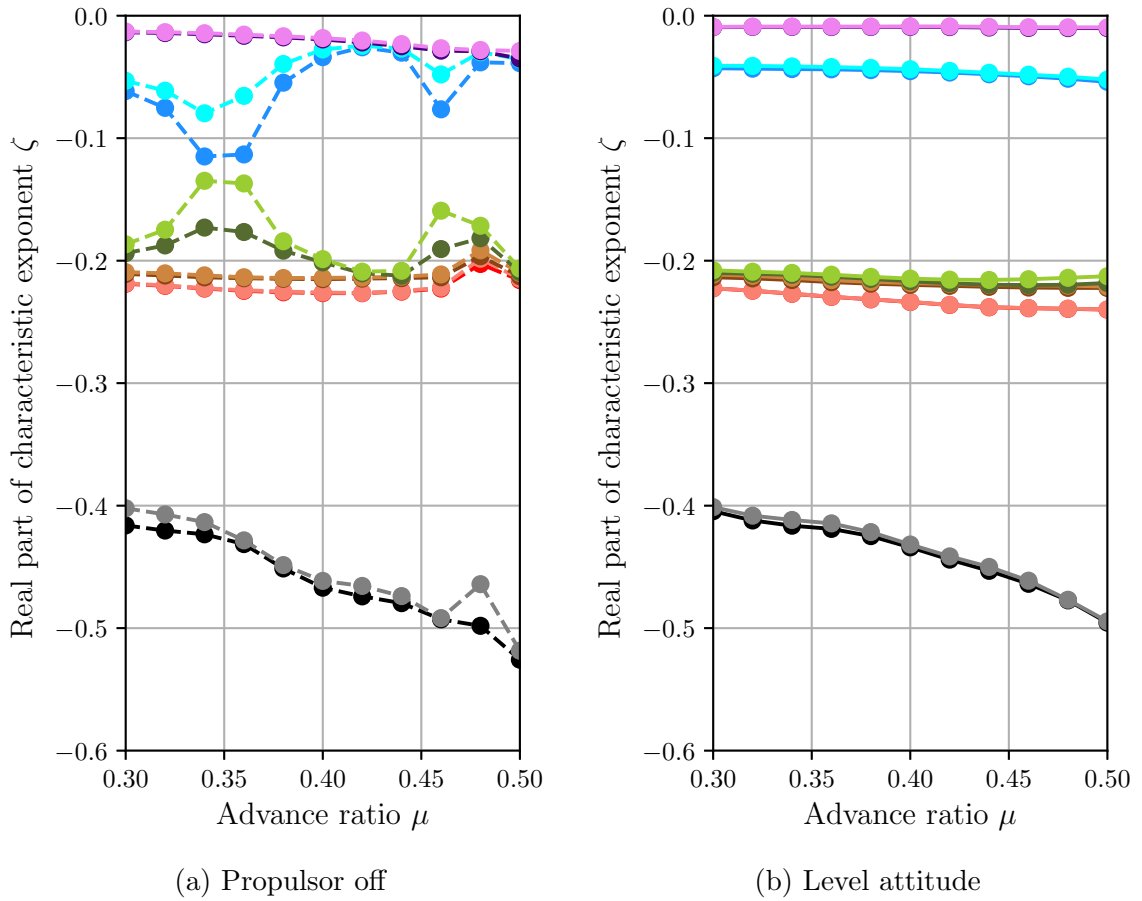 0.0
−0.1
−0.2
−0.3
−0.4
−0.5
−0.6
0.30 0.35 0.40 0.45 0.50
Advance ratio μ
Real part of characteristic exponent ζ
(a) Propulsor off
0.0
−0.1
−0.2
−0.3
−0.4
−0.5
−0.6
0.30 0.35 0.40 0.45 0.50
Advance ratio μ
Real part of characteristic exponent ζ
(b) Level attitude